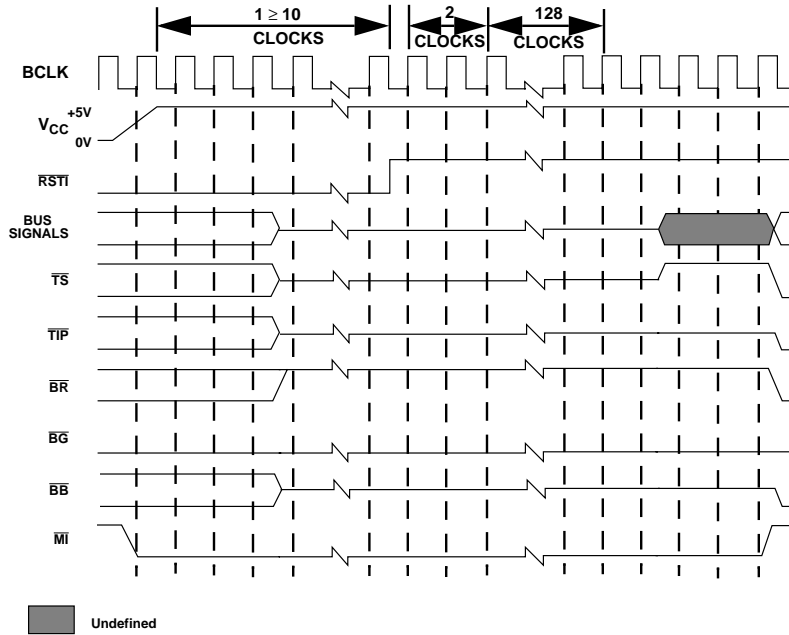 1 ≥ 10
CLOCKS
2
CLOCKS
128
CLOCKS
BCLK
VCC
+5V
0V
RSTI
BUS
SIGNALS
TS
TIP
BR
BG
BB
MI
Undefined